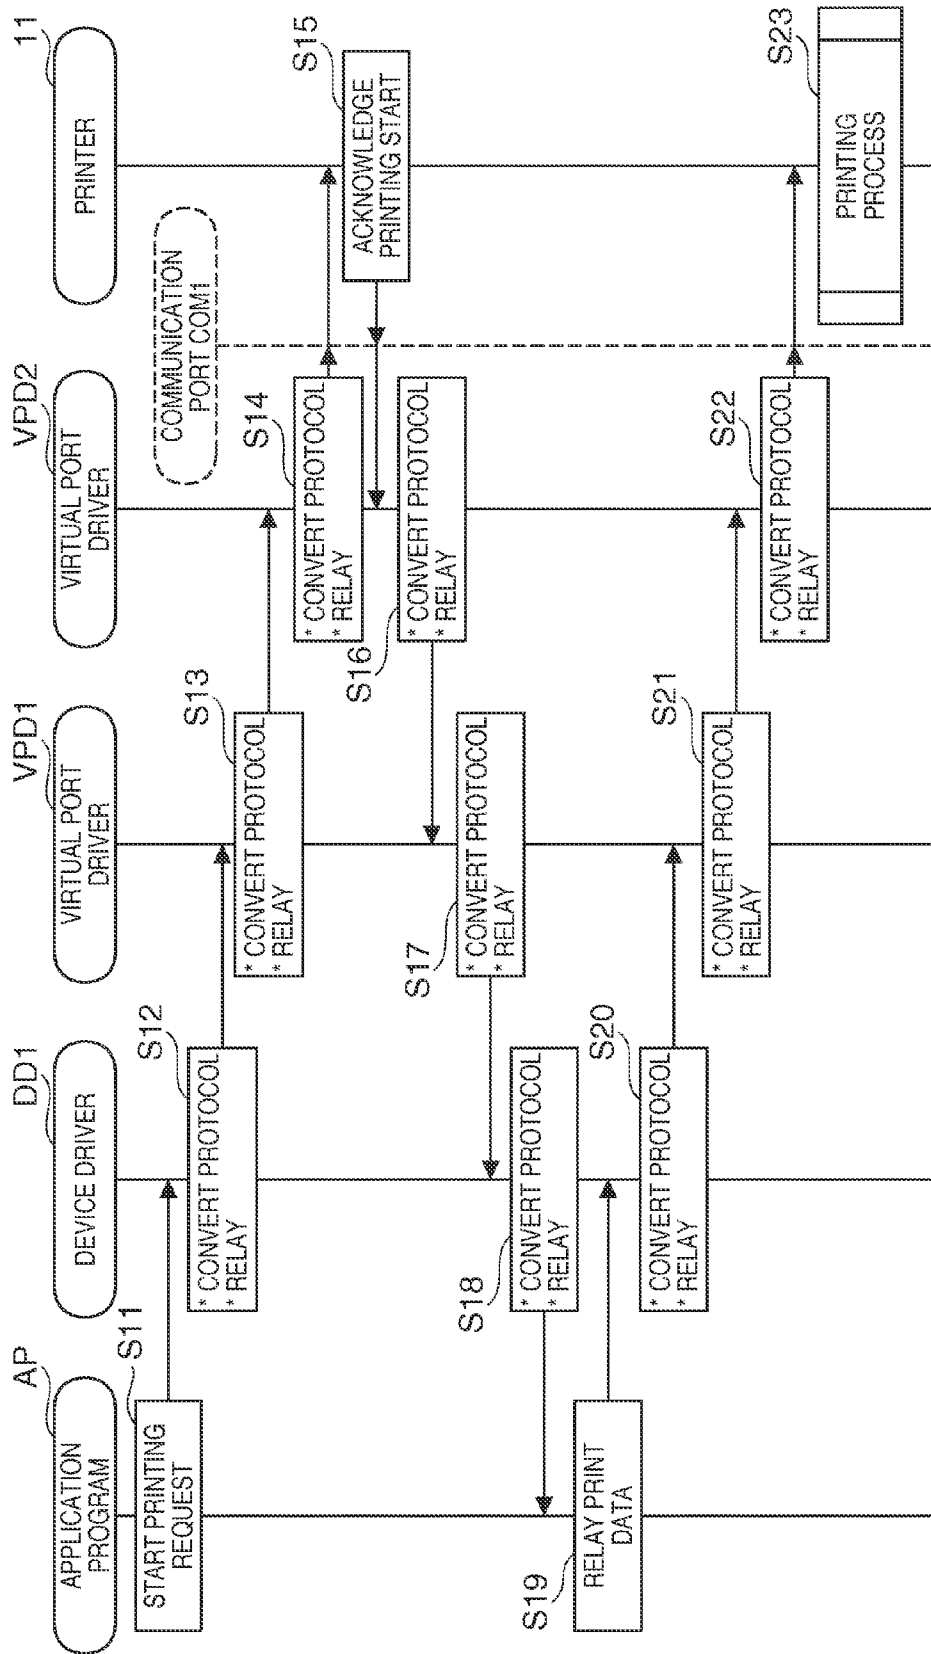 AP
APPLICATION
PROGRAM
DD1
DEVICE DRIVER
VPD1
VIRTUAL PORT
DRIVER
VPD2
VIRTUAL PORT
DRIVER
11
PRINTER
COMMUNICATION
PORT COM1
S11
START PRINTING
REQUEST
S12
* CONVERT PROTOCOL
* RELAY
S13
* CONVERT PROTOCOL
* RELAY
S14
* CONVERT PROTOCOL
* RELAY
S15
ACKNOWLEDGE
PRINTING START
S16
* CONVERT PROTOCOL
* RELAY
S17
* CONVERT PROTOCOL
* RELAY
S18
* CONVERT PROTOCOL
* RELAY
S19
RELAY PRINT
DATA
S20
* CONVERT PROTOCOL
* RELAY
S21
* CONVERT PROTOCOL
* RELAY
S22
* CONVERT PROTOCOL
* RELAY
S23
PRINTING
PROCESS